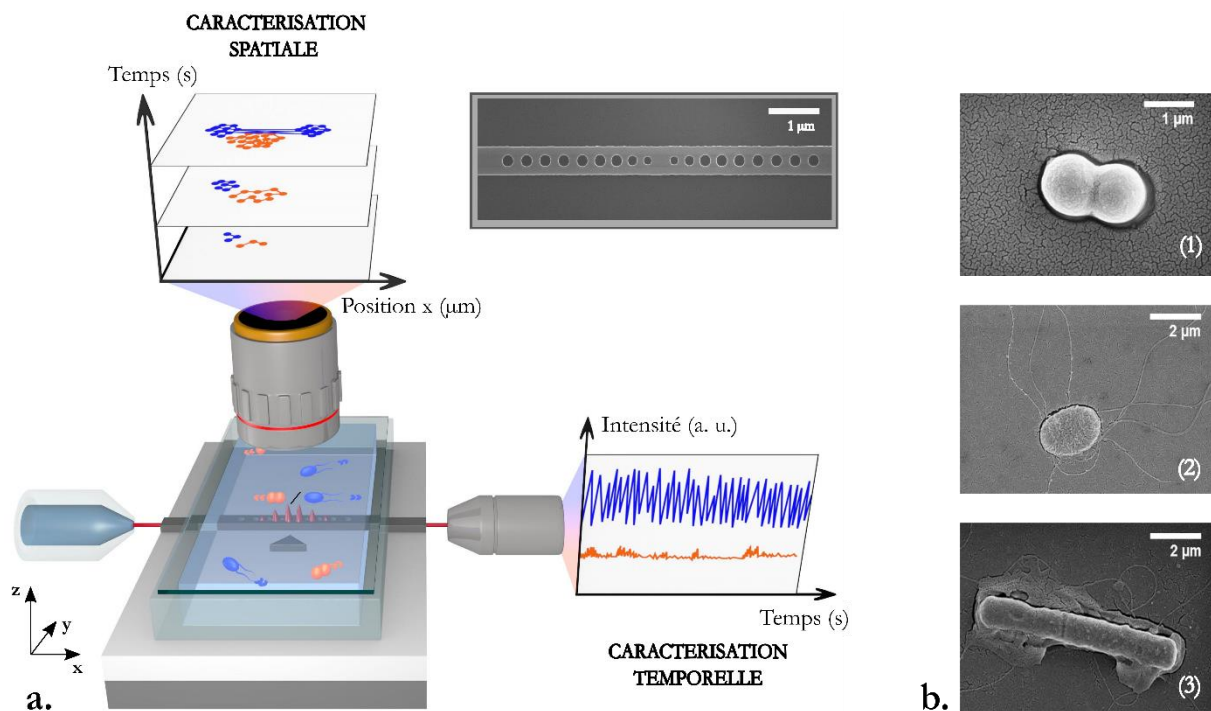 CARACTERISATION
SPATIALE
Temps (s)
Position x (µm)
1 µm
Intensité (a. u.)
Temps (s)
CARACTERISATION
TEMPORELLE
z
y
x
a.
1 µm
(1)
2 µm
(2)
2 µm
(3)
b.